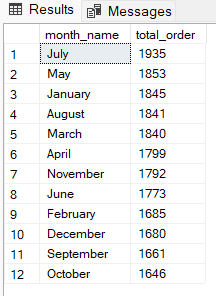 Results Messages
month_name total_order
1 July 1935
2 May 1853
3 January 1845
4 August 1841
5 March 1840
6 April 1799
7 November 1792
8 June 1773
9 February 1685
10 December 1680
11 September 1661
12 October 1646